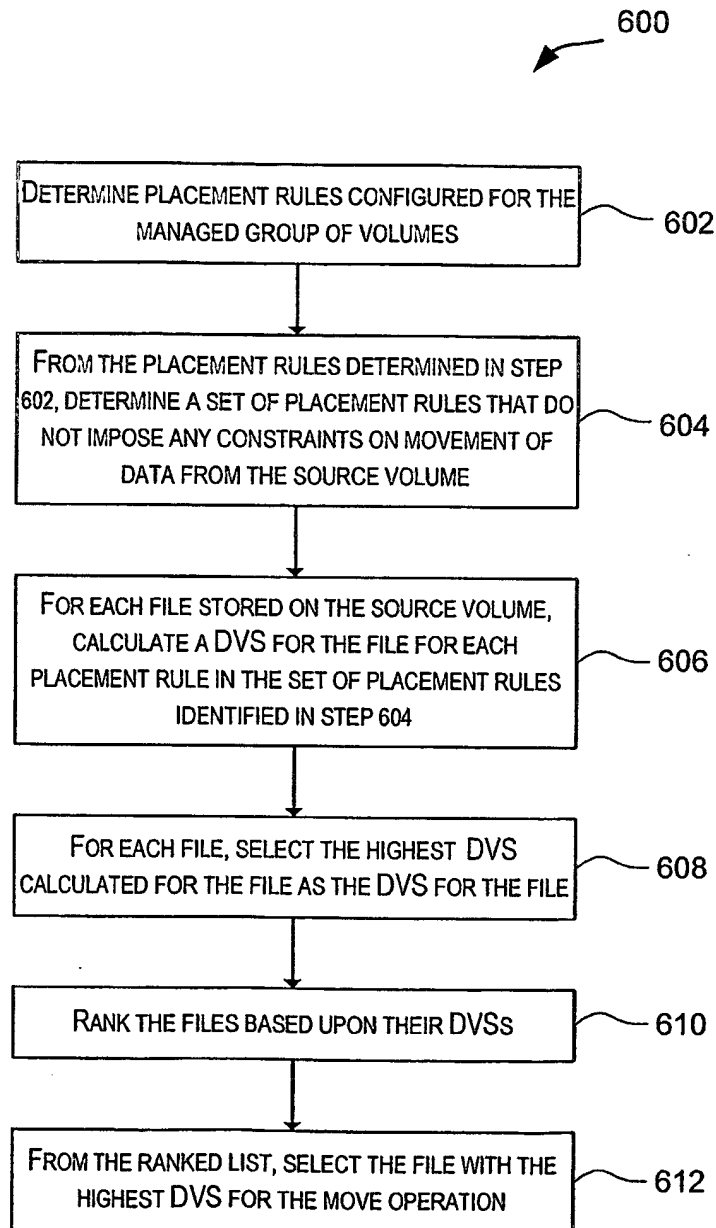 600
DETERMINE PLACEMENT RULES CONFIGURED FOR THE
MANAGED GROUP OF VOLUMES
602
FROM THE PLACEMENT RULES DETERMINED IN STEP
602, DETERMINE A SET OF PLACEMENT RULES THAT DO
NOT IMPOSE ANY CONSTRAINTS ON MOVEMENT OF
DATA FROM THE SOURCE VOLUME
604
FOR EACH FILE STORED ON THE SOURCE VOLUME,
CALCULATE A DVS FOR THE FILE FOR EACH
PLACEMENT RULE IN THE SET OF PLACEMENT RULES
IDENTIFIED IN STEP 604
606
FOR EACH FILE, SELECT THE HIGHEST DVS
CALCULATED FOR THE FILE AS THE DVS FOR THE FILE
608
RANK THE FILES BASED UPON THEIR DVSS
610
FROM THE RANKED LIST, SELECT THE FILE WITH THE
HIGHEST DVS FOR THE MOVE OPERATION
612